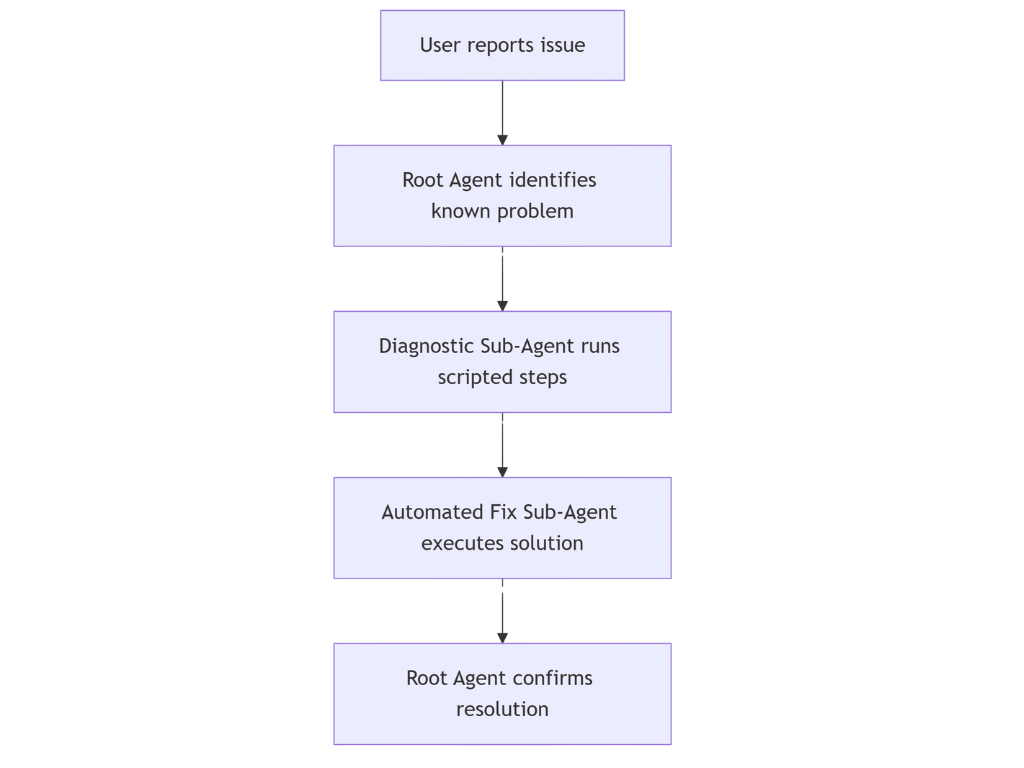 User reports issue
Root Agent identifies
known problem
Diagnostic Sub-Agent runs
scripted steps
Automated Fix Sub-Agent
executes solution
Root Agent confirms
resolution